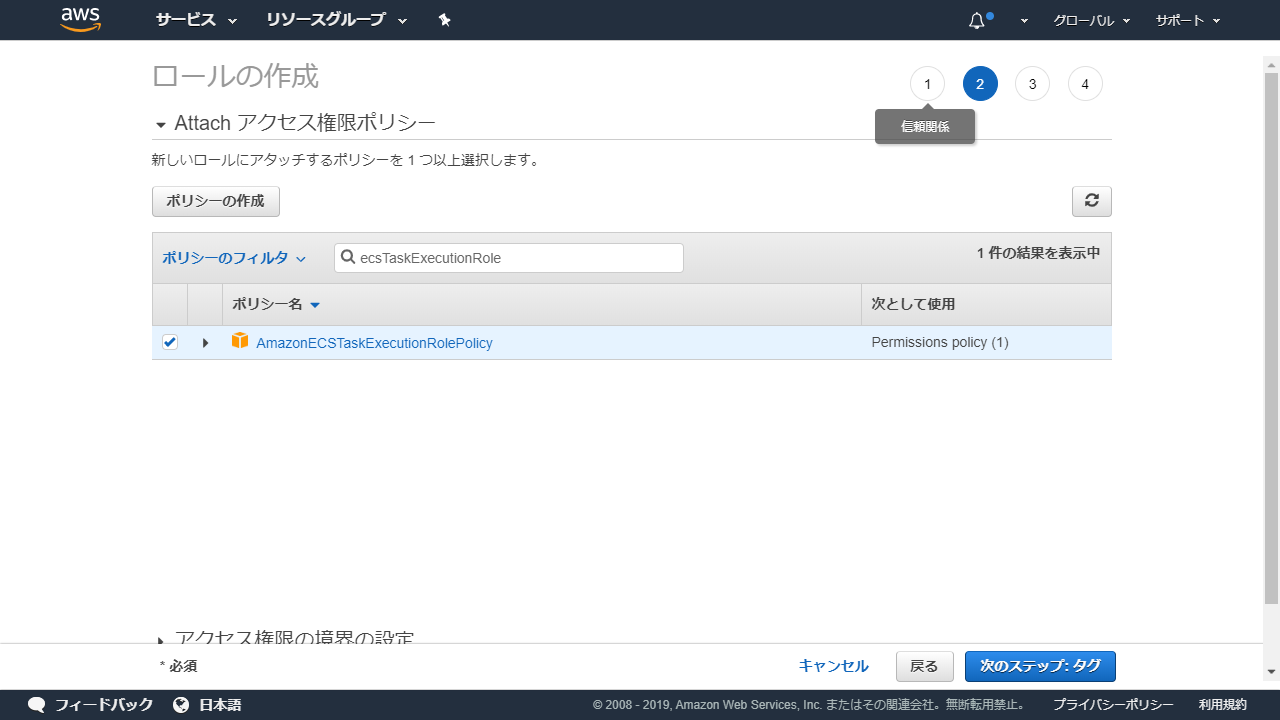 aws サービス リソースグループ グローバル サポート
ロールの作成
1 2 3 4
信頼関係
Attach アクセス権限ポリシー
新しいロールにアタッチするポリシーを 1 つ以上選択します。
ポリシーの作成
ポリシーのフィルタ ecsTaskExecutionRole 1 件の結果を表示中
ポリシー名 次として使用
AmazonECSTaskExecutionRolePolicy Permissions policy (1)
アクセス権限の境界の設定
* 必須 キャンセル 戻る 次のステップ: タグ
フィードバック 日本語 © 2008 - 2019, Amazon Web Services, Inc. またはその関連会社。無断転用禁止。 プライバシーポリシー 利用規約